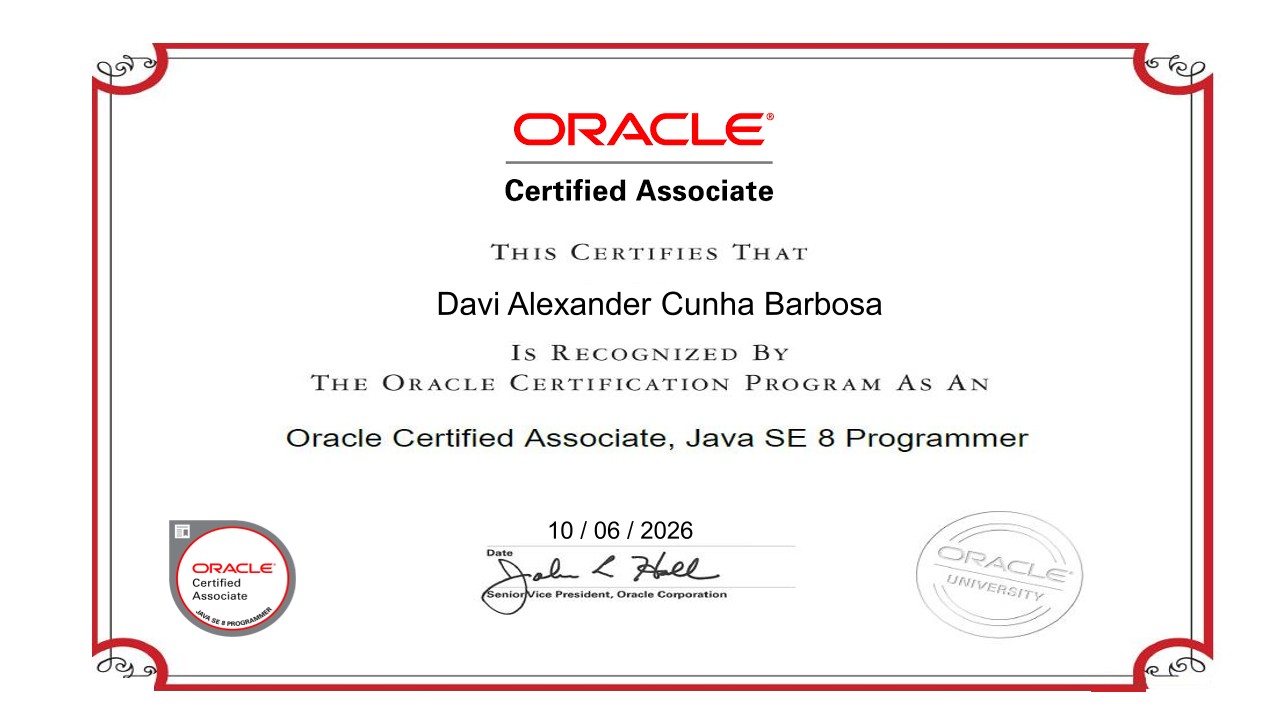 ORACLE®
Certified Associate
THIS CERTIFIES THAT
Davi Alexander Cunha Barbosa
IS RECOGNIZED BY
THE ORACLE CERTIFICATION PROGRAM AS AN
Oracle Certified Associate, Java SE 8 Programmer
ORACLE®
Certified
Associate
JAVA SE 8 PROGRAMMER
10 / 06 / 2026
Date
John L Hall
Senior Vice President, Oracle Corporation
ORACLE®
UNIVERSITY